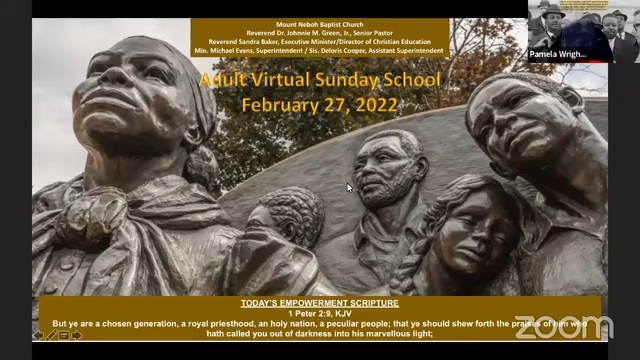 Mount Neboh Baptist Church
Reverend Dr. Johnnie M. Green, Jr., Senior Pastor
Reverend Sandra Baker, Executive Minister/Director of Christian Education
Min. Michael Evans, Superintendent / Sis. Deloris Cooper, Assistant Superintendent
Adult Virtual Sunday School
February 27, 2022
Pamela Wrigh...
TODAY'S EMPOWERMENT SCRIPTURE
1 Peter 2:9, KJV
But ye are a chosen generation, a royal priesthood, an holy nation, a peculiar people; that ye should shew forth the praises of him who
hath called you out of darkness into his marvellous light;
zoom